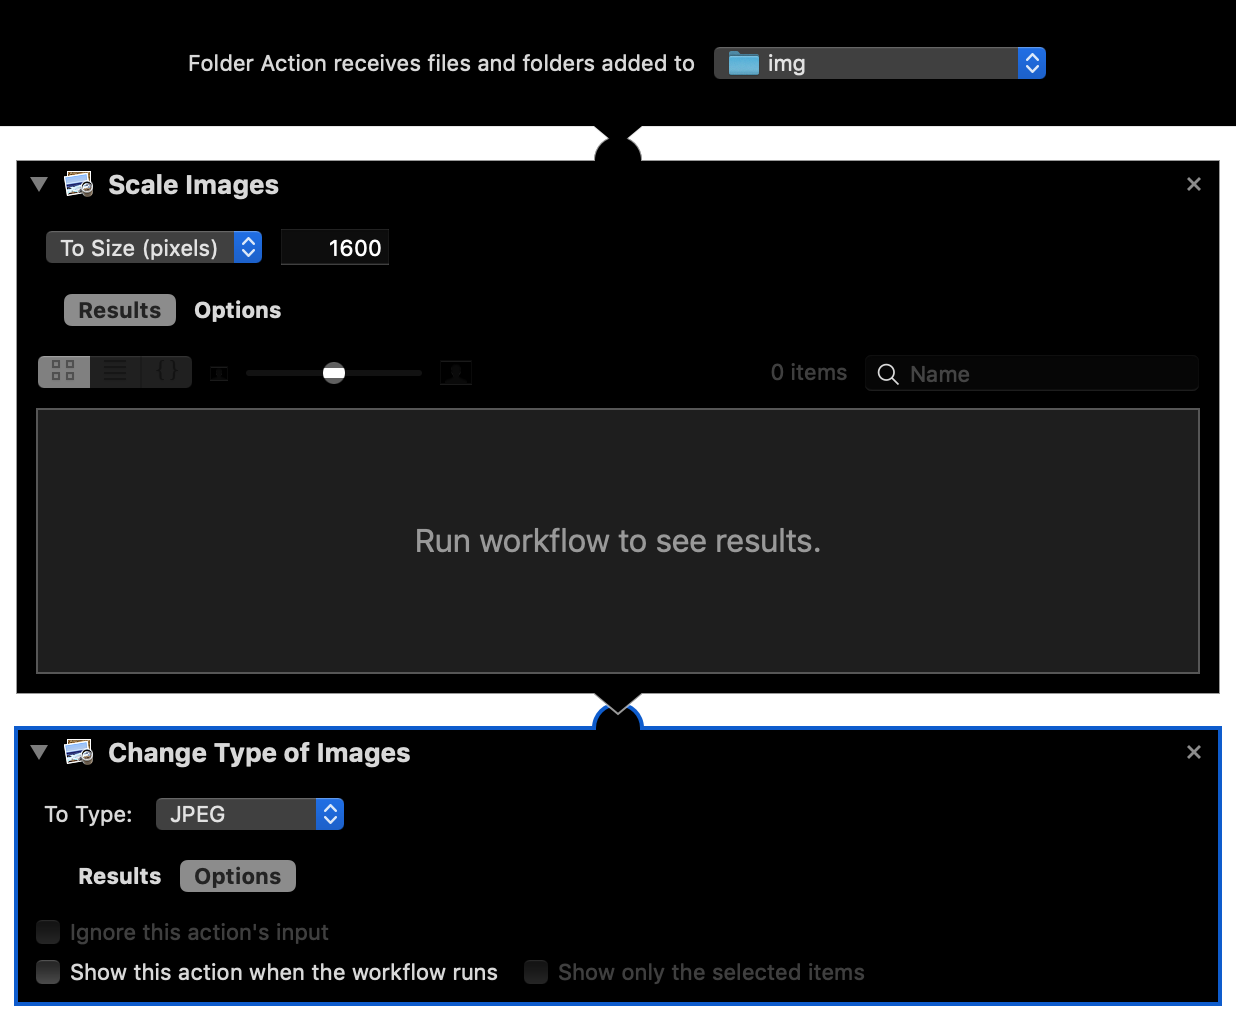 Folder Action receives files and folders added to img
Scale Images
To Size (pixels) 1600
Results Options
0 items Name
Run workflow to see results.
Change Type of Images
To Type: JPEG
Results Options
Ignore this action's input
Show this action when the workflow runs Show only the selected items